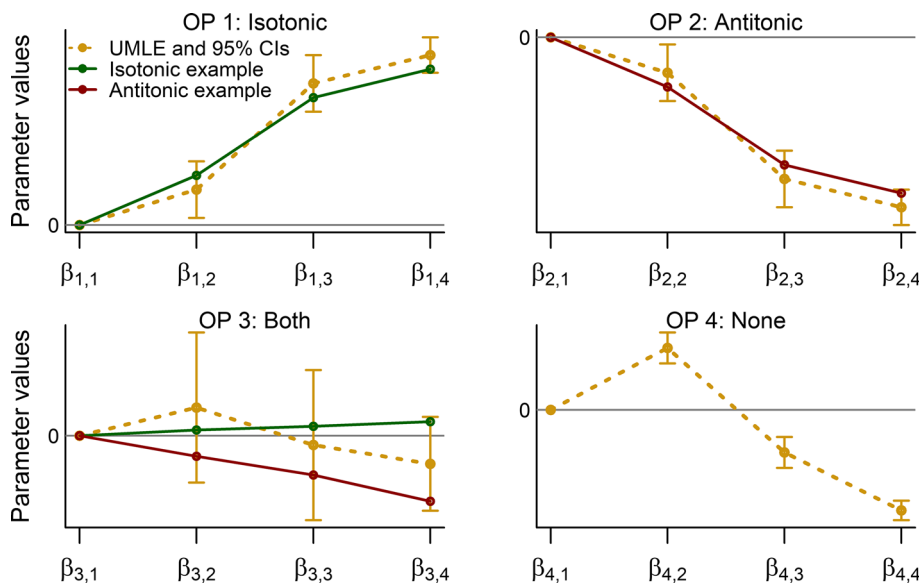 OP 1: Isotonic
UMLE and 95% CIs
Isotonic example
Antitonic example
Parameter values
0
β1,1 β1,2 β1,3 β1,4
OP 2: Antitonic
0
β2,1 β2,2 β2,3 β2,4
OP 3: Both
Parameter values
0
β3,1 β3,2 β3,3 β3,4
OP 4: None
0
β4,1 β4,2 β4,3 β4,4